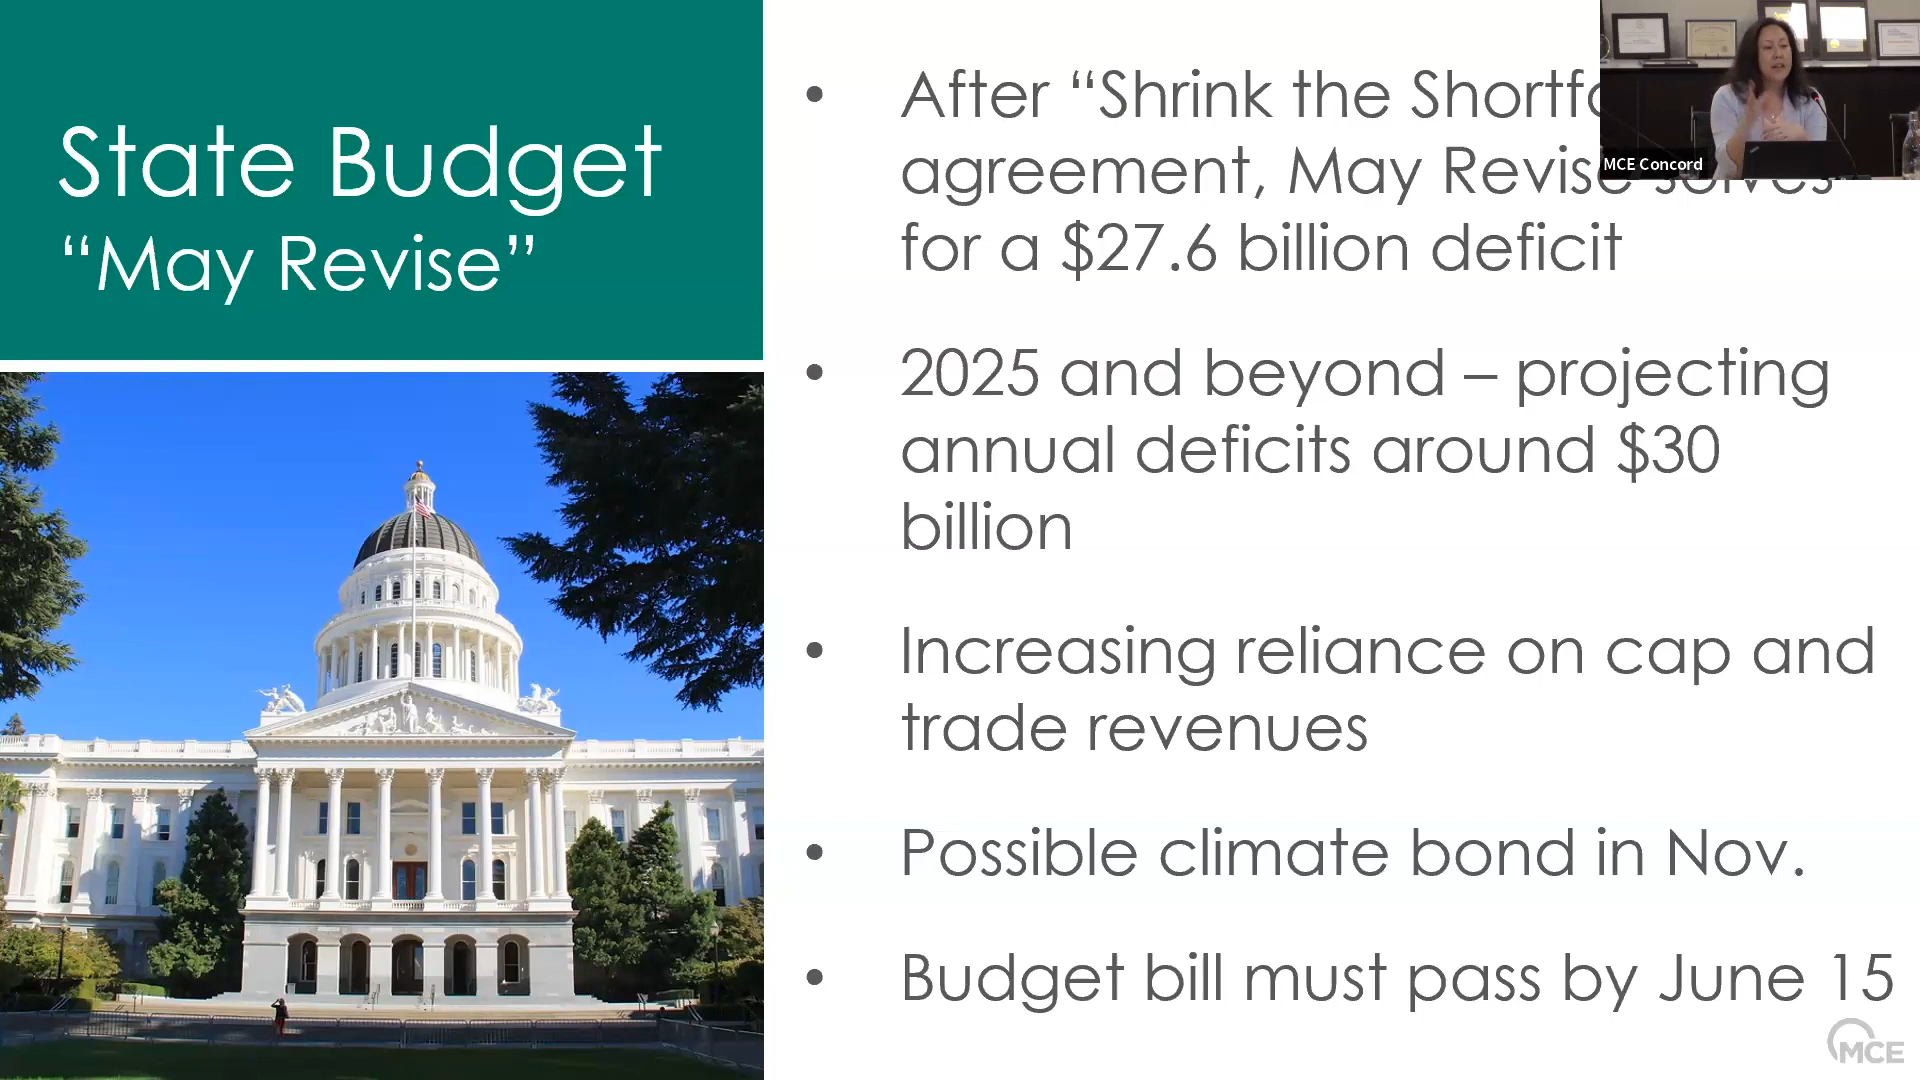 State Budget
“May Revise”
• After “Shrink the
agreement, May Revise solves
for a $27.6 billion deficit
• 2025 and beyond – projecting
annual deficits around $30
billion
• Increasing reliance on cap and
trade revenues
• Possible climate bond in Nov.
• Budget bill must pass by June 15
MCE Concord
MCE